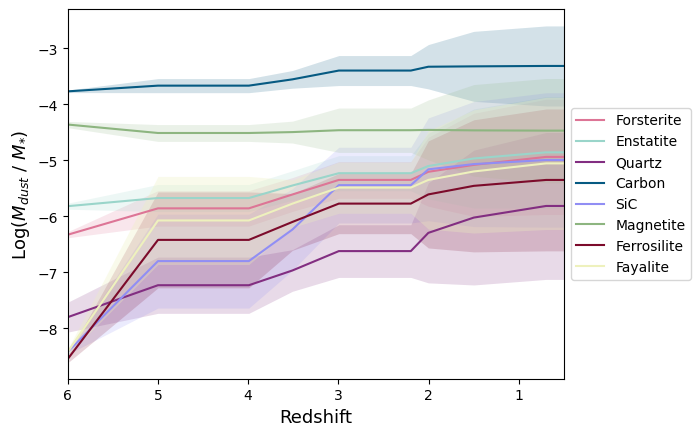 −3
−4
−5
−6
−7
−8
Log(M_dust / M_*)
6
5
4
3
2
1
Redshift
Forsterite
Enstatite
Quartz
Carbon
SiC
Magnetite
Ferrosilite
Fayalite